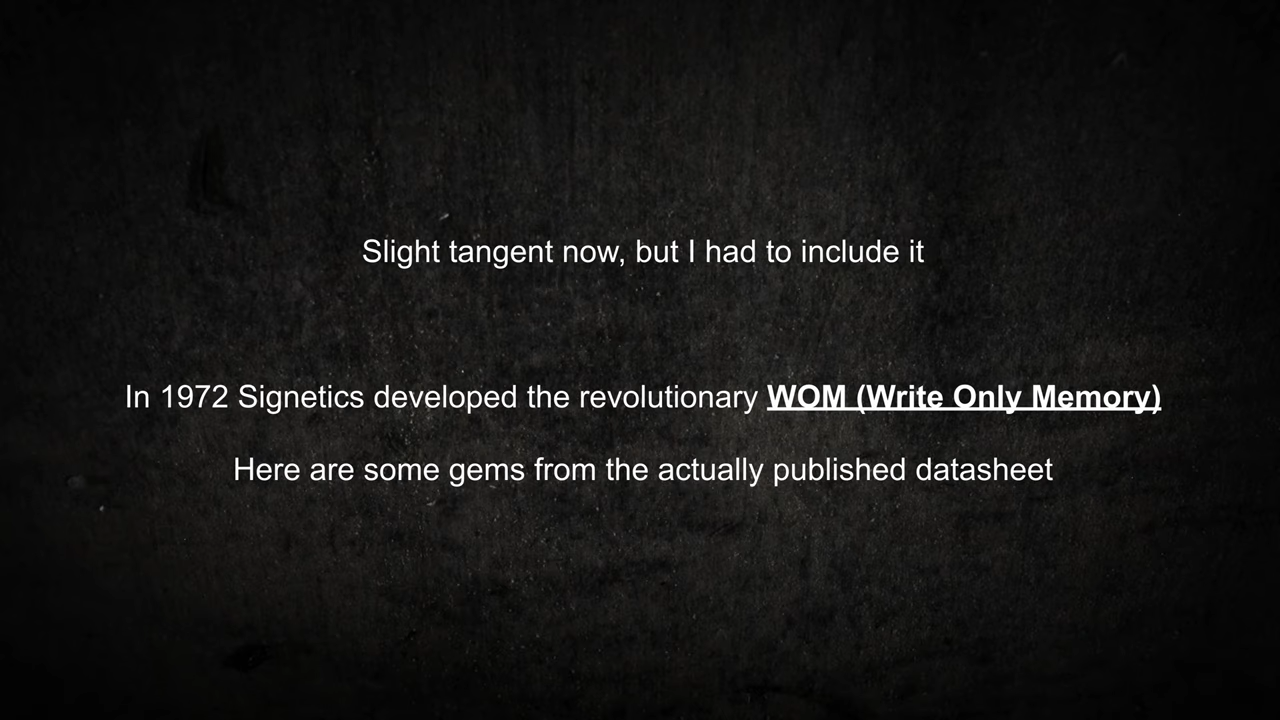 Slight tangent now, but I had to include it
In 1972 Signetics developed the revolutionary WOM (Write Only Memory)
Here are some gems from the actually published datasheet